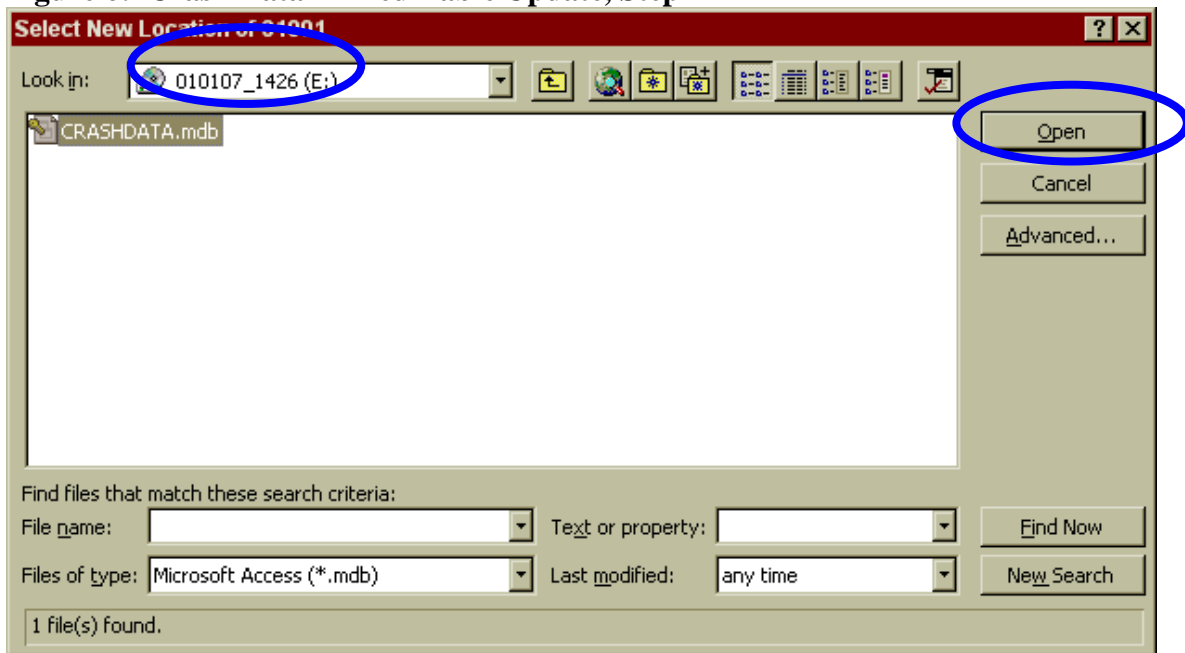 Select New Location of
? ×
Look in: 010107_1426 (E:)
CRASHDATA.mdb
Open
Cancel
Advanced...
Find files that match these search criteria:
File name: Text or property: Find Now
Files of type: Microsoft Access (*.mdb) Last modified: any time New Search
1 file(s) found.